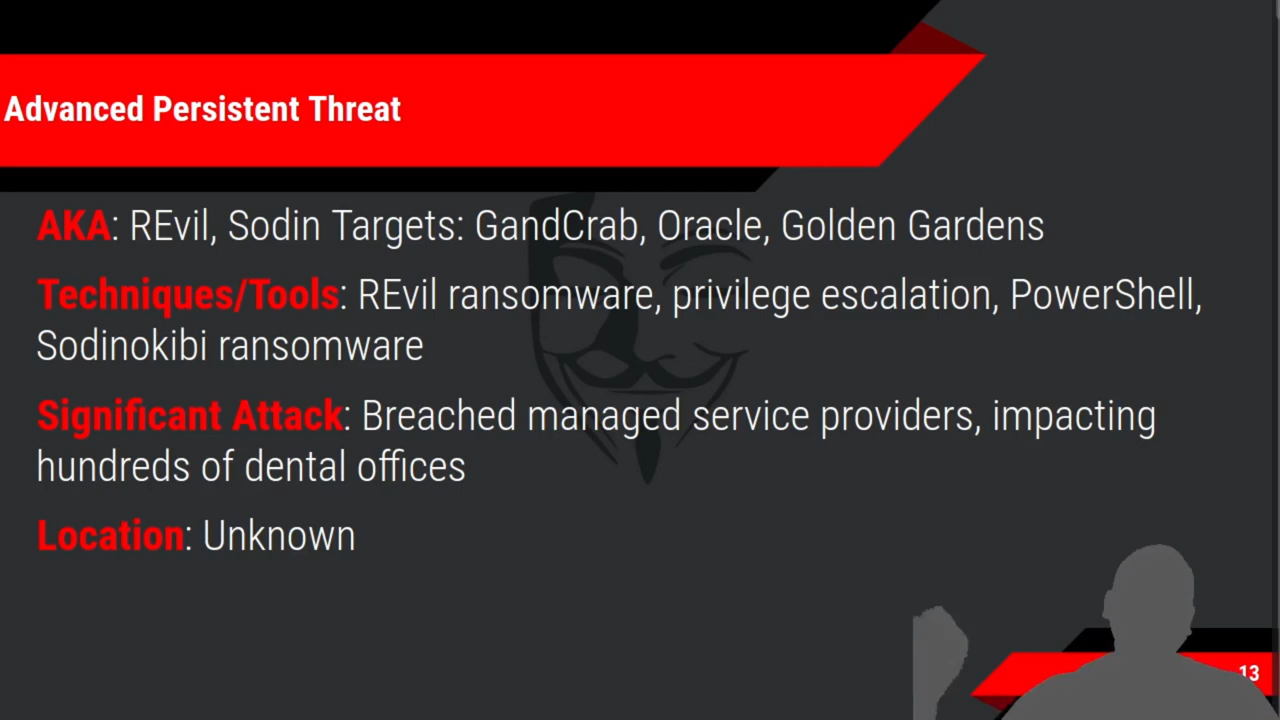 Advanced Persistent Threat
AKA: REvil, Sodin Targets: GandCrab, Oracle, Golden Gardens
Techniques/Tools: REvil ransomware, privilege escalation, PowerShell,
Sodinokibi ransomware
Significant Attack: Breached managed service providers, impacting
hundreds of dental offices
Location: Unknown
13